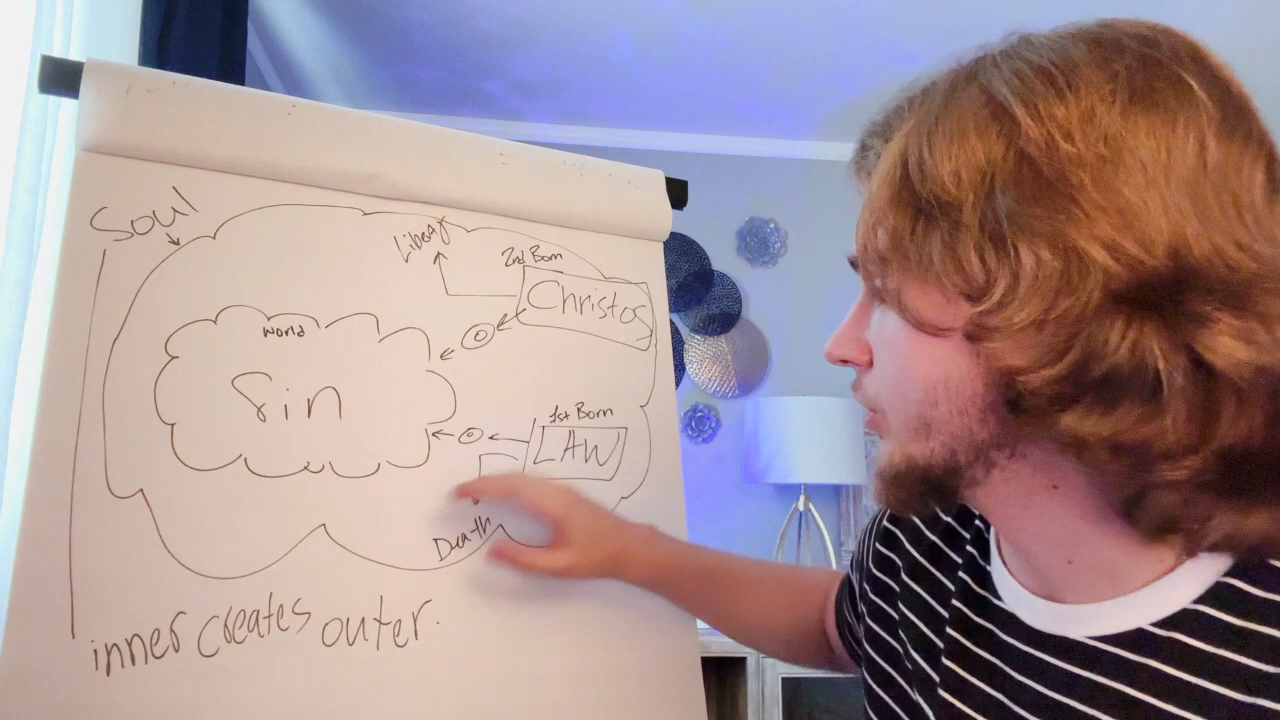 Soul
Liberty
2nd Born
Christos
World
Sin
1st Born
LAW
Death
inner creates outer.